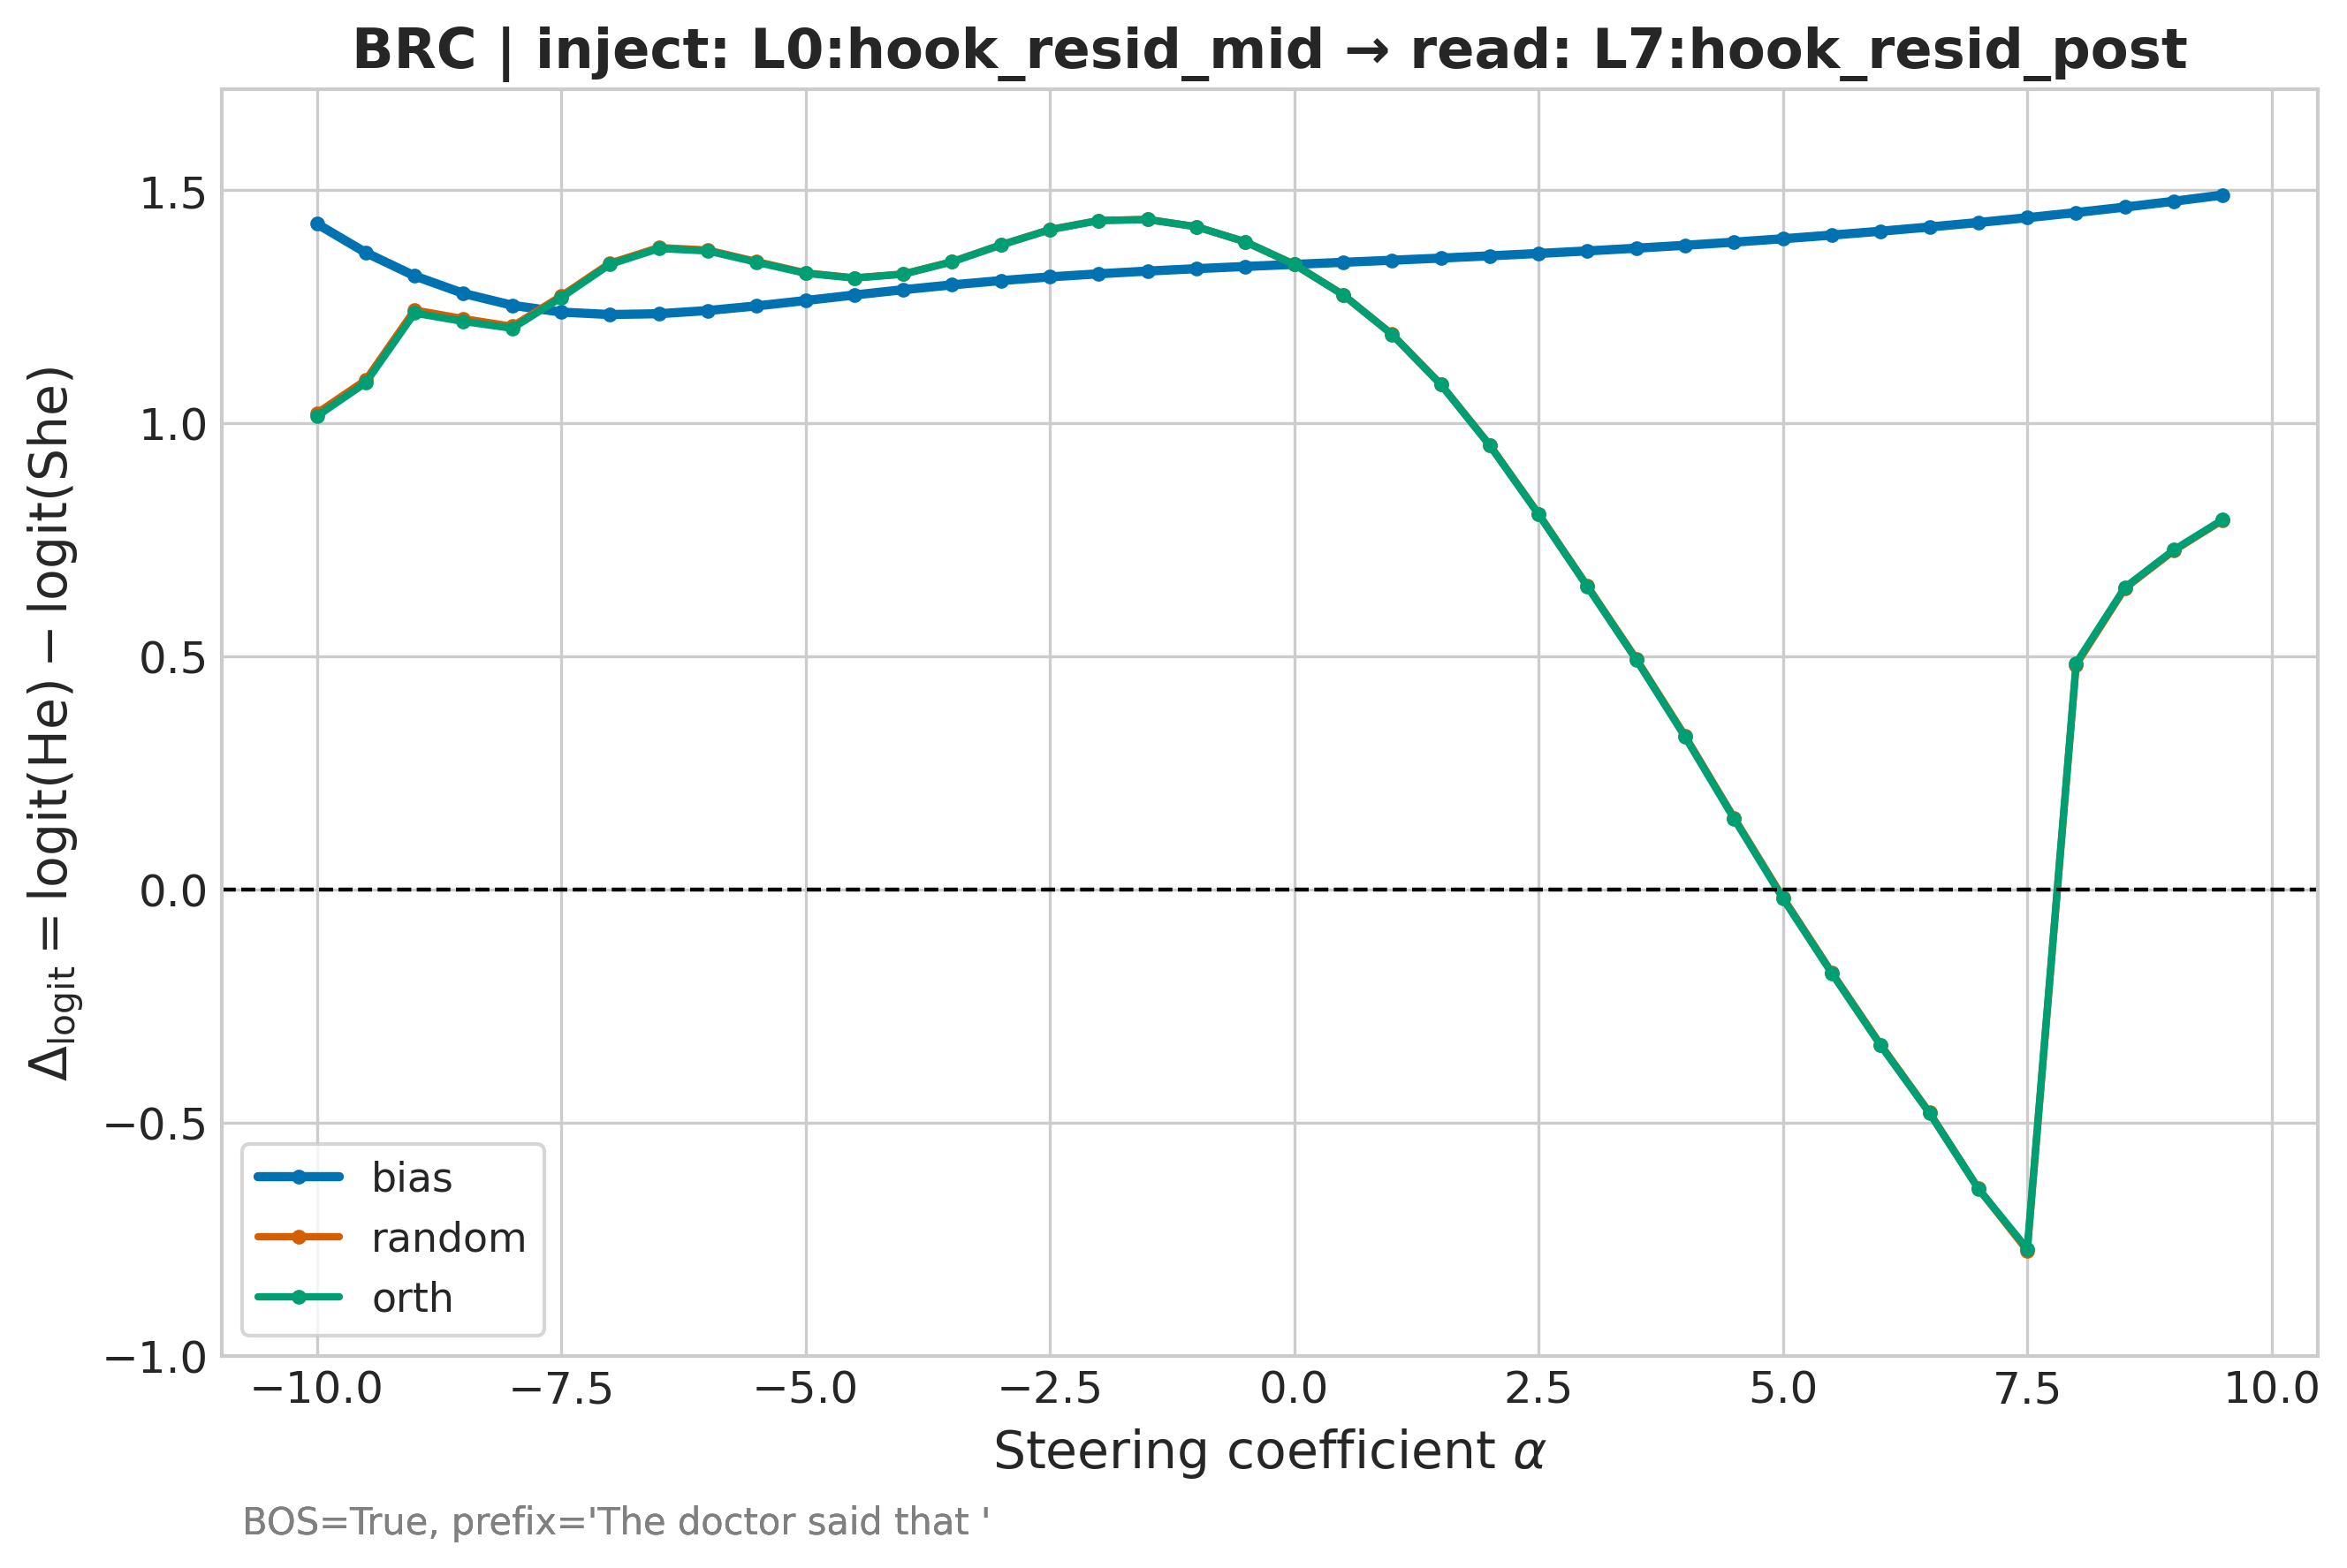 BRC | inject: L0:hook_resid_mid → read: L7:hook_resid_post
Δlogit = logit(He) − logit(She)
1.5
1.0
0.5
0.0
−0.5
−1.0
bias
random
orth
−10.0 −7.5 −5.0 −2.5 0.0 2.5 5.0 7.5 10.0
Steering coefficient α
BOS=True, prefix='The doctor said that '